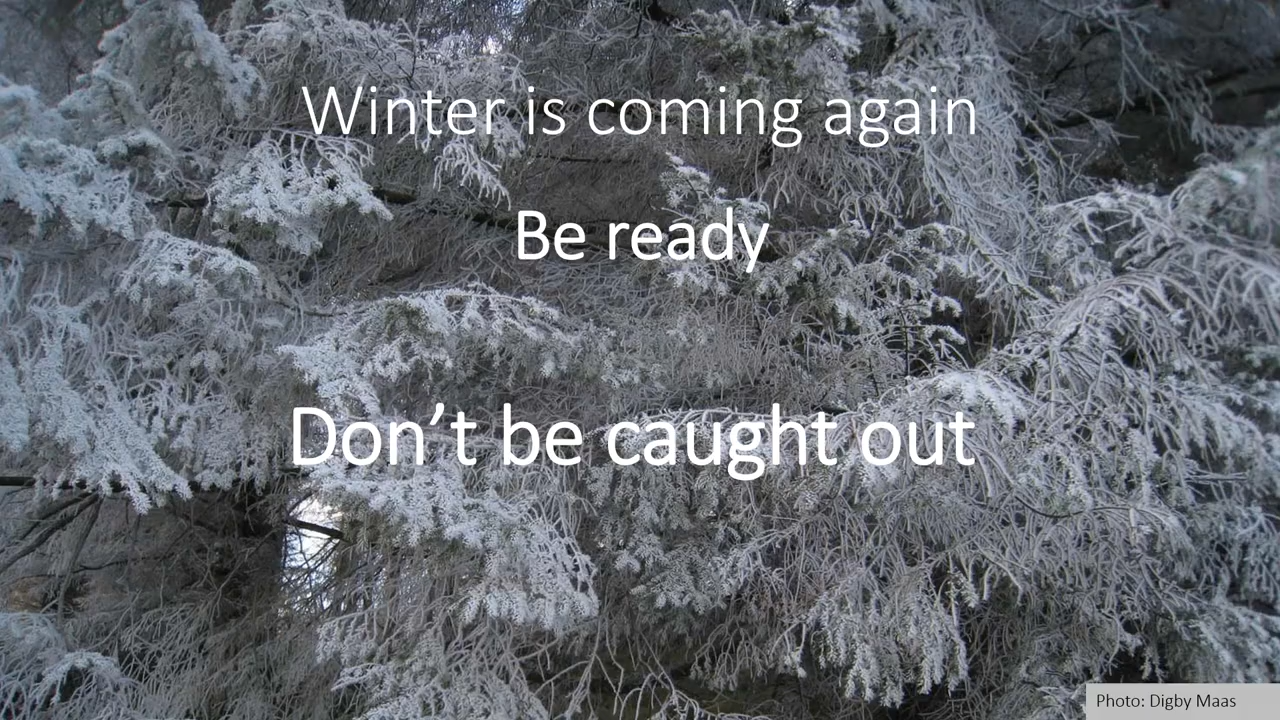 Winter is coming again
Be ready
Don’t be caught out
Photo: Digby Maas